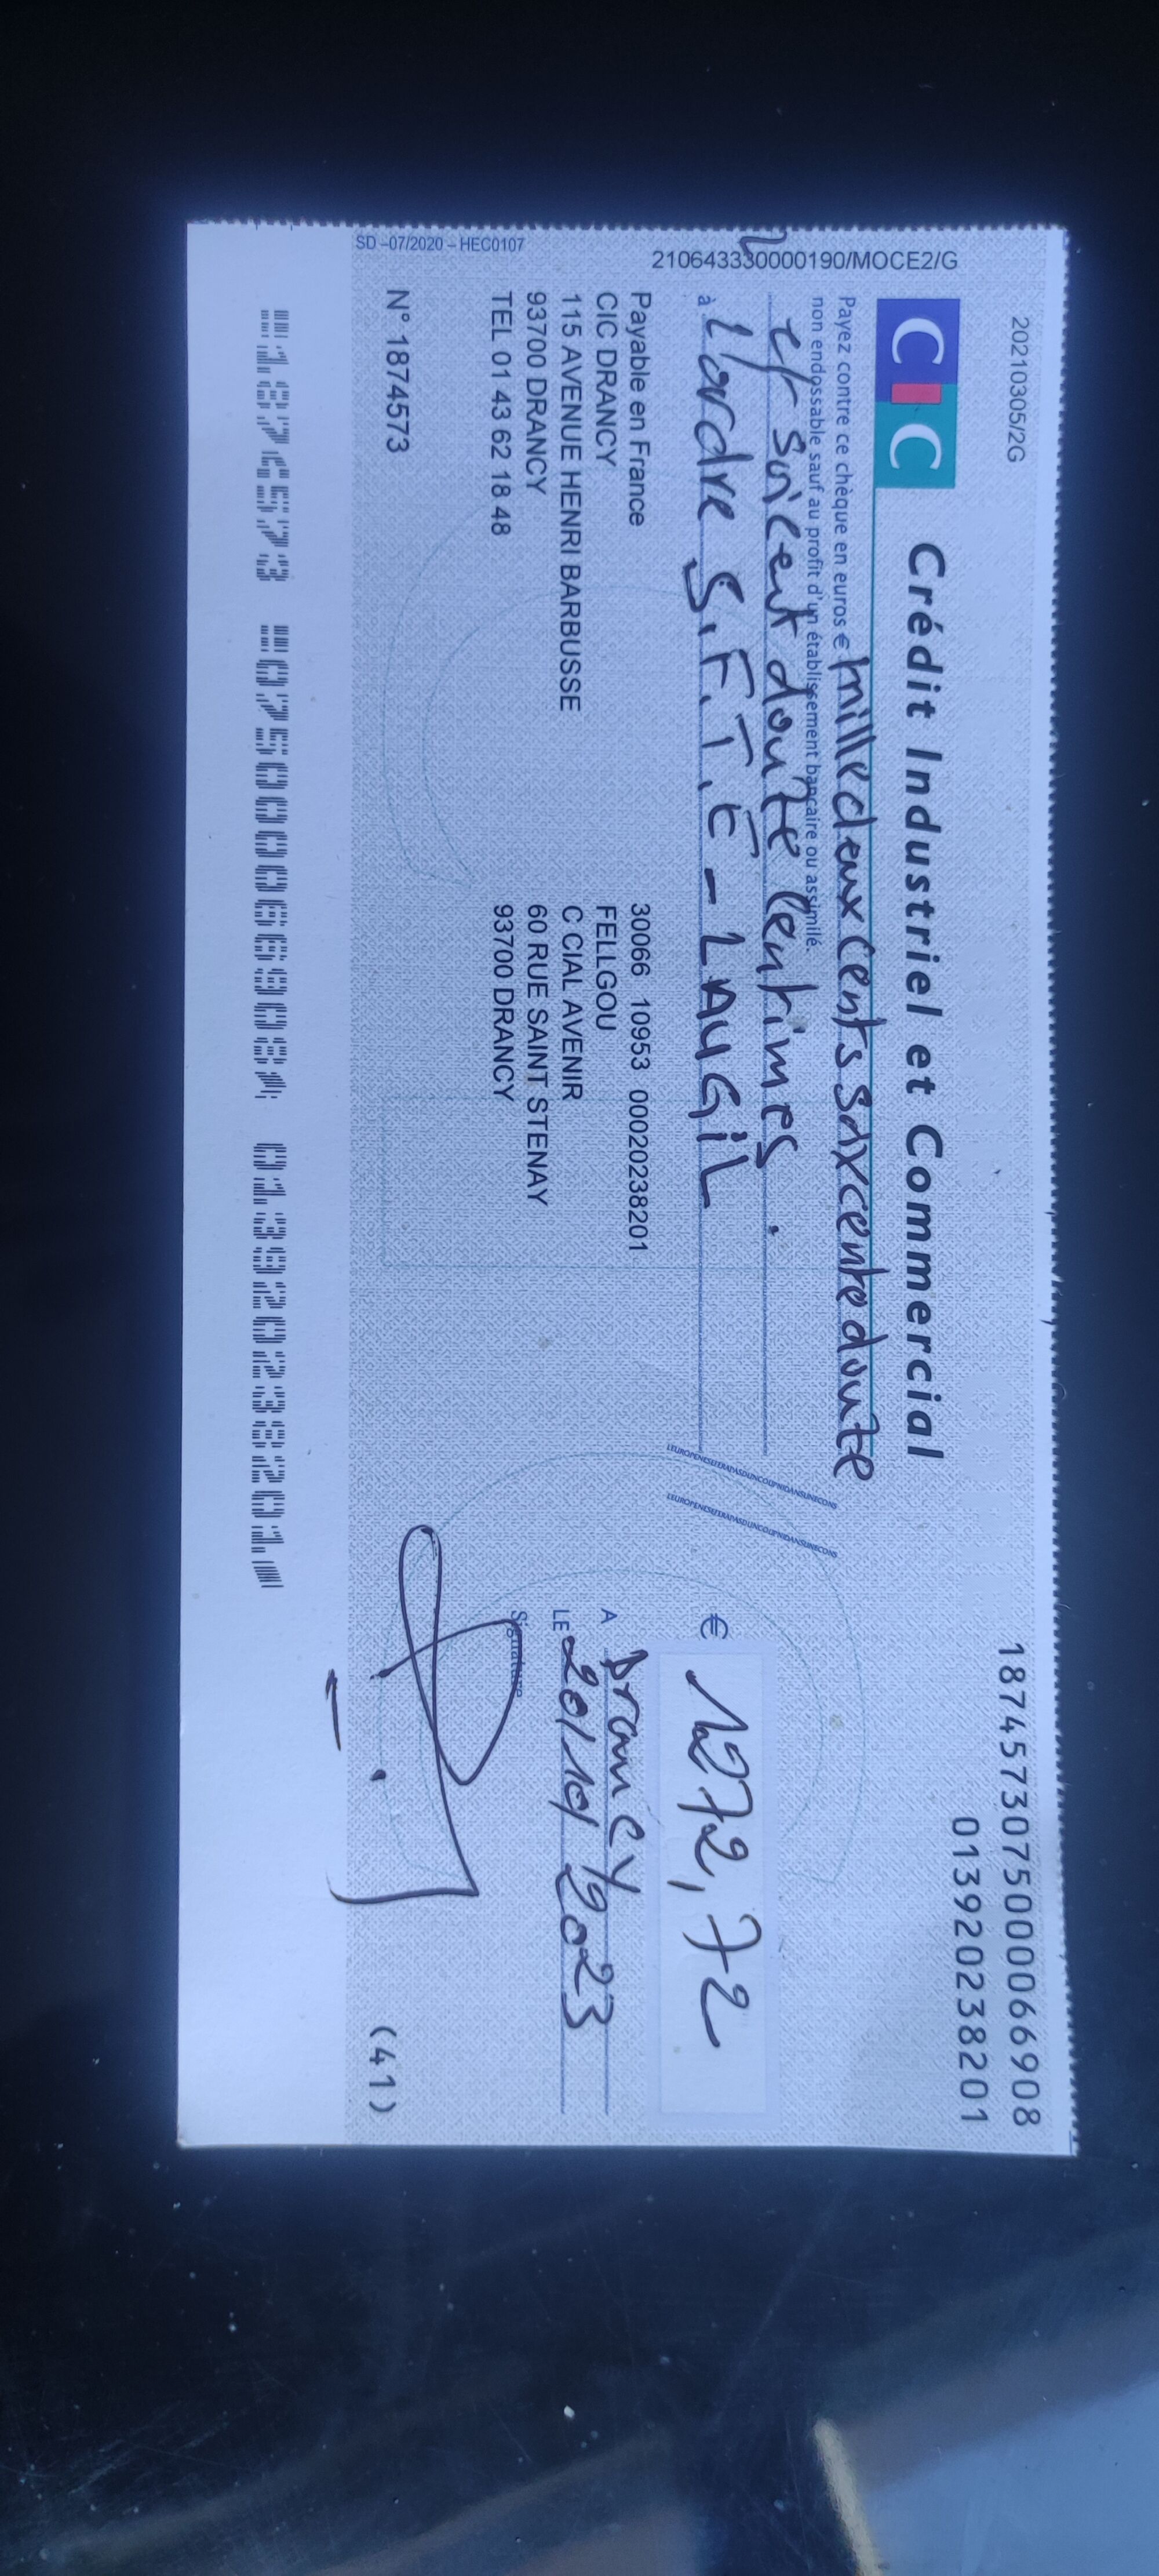 20210305/2G
1874573075000066908
013920238201
CIC Crédit Industriel et Commercial
210643330000190/MOCE2/G
Payez contre ce chèque en euros € mille deux cents saxcente doute
non endossable sauf au profit d'un établissement bancaire ou assimilé.
et soicent doute centimes.
à L'ordre S.F.T.E - LAUGiL
€ 1272,72
Payable en France
CIC DRANCY
115 AVENUE HENRI BARBUSSE
93700 DRANCY
TEL 01 43 62 18 48
30066 10953 00020238201
FELLGOU
C CIAL AVENIR
60 RUE SAINT STENAY
93700 DRANCY
A Drancy
LE 20/10/2023
Signature
SD-07/2020-HEC0107
N° 1874573
(41)
1874573 075000066908 013920238201